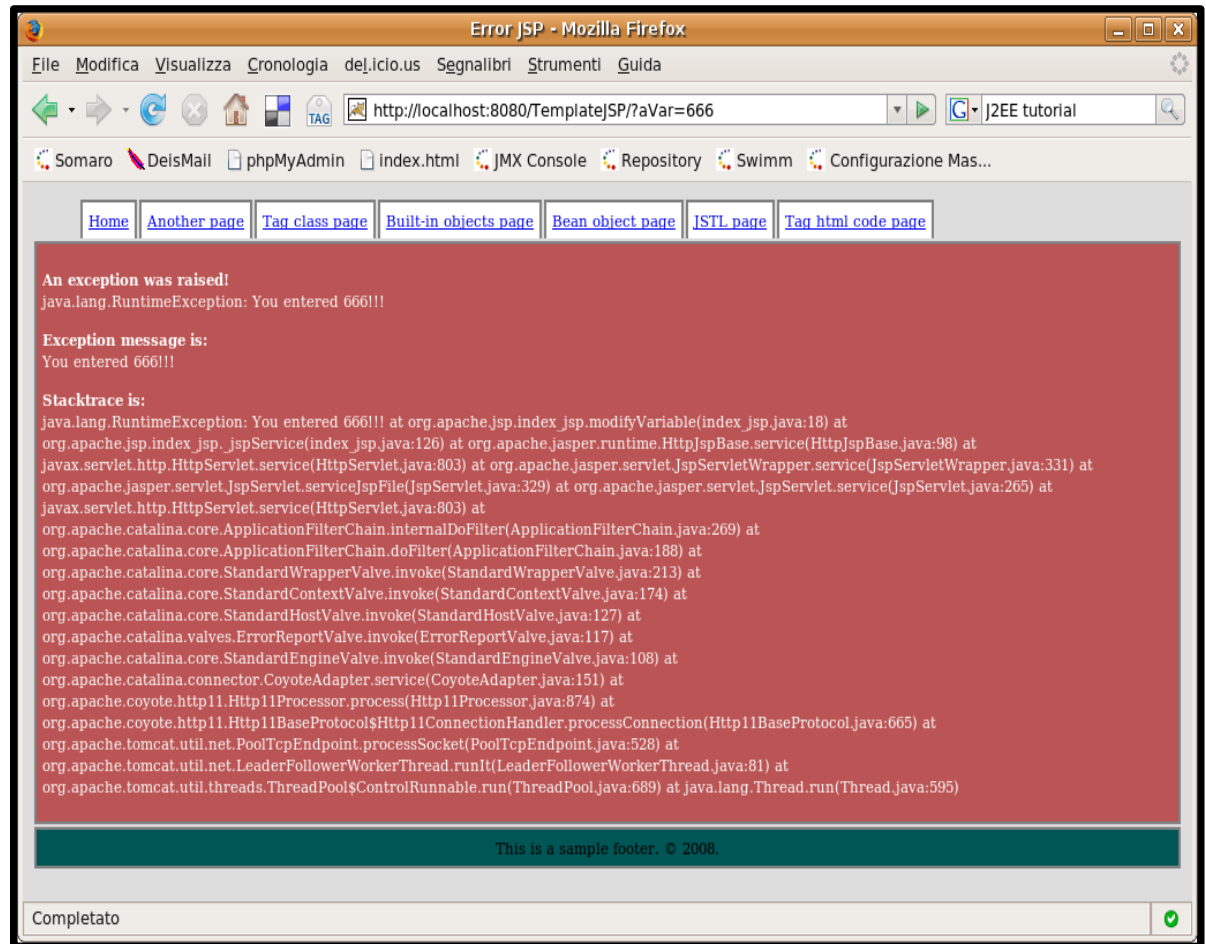 Error JSP - Mozilla Firefox
File Modifica Visualizza Cronologia del.icio.us Segnalibri Strumenti Guida
TAG http://localhost:8080/TemplateJSP/?aVar=666 G J2EE tutorial
Somaro DeisMail phpMyAdmin index.html JMX Console Repository Swimm Configurazione Mas...
Home Another page Tag class page Built-in objects page Bean object page JSTL page Tag html code page
An exception was raised!
java.lang.RuntimeException: You entered 666!!!
Exception message is:
You entered 666!!!
Stacktrace is:
java.lang.RuntimeException: You entered 666!!! at org.apache.jsp.index_jsp.modifyVariable(index_jsp.java:18) at
org.apache.jsp.index_jsp._jspService(index_jsp.java:126) at org.apache.jasper.runtime.HttpJspBase.service(HttpJspBase.java:98) at
javax.servlet.http.HttpServlet.service(HttpServlet.java:803) at org.apache.jasper.servlet.JspServletWrapper.service(JspServletWrapper.java:331) at
org.apache.jasper.servlet.JspServlet.serviceJspFile(JspServlet.java:329) at org.apache.jasper.servlet.JspServlet.service(JspServlet.java:265) at
javax.servlet.http.HttpServlet.service(HttpServlet.java:803) at
org.apache.catalina.core.ApplicationFilterChain.internalDoFilter(ApplicationFilterChain.java:269) at
org.apache.catalina.core.ApplicationFilterChain.doFilter(ApplicationFilterChain.java:188) at
org.apache.catalina.core.StandardWrapperValve.invoke(StandardWrapperValve.java:213) at
org.apache.catalina.core.StandardContextValve.invoke(StandardContextValve.java:174) at
org.apache.catalina.core.StandardHostValve.invoke(StandardHostValve.java:127) at
org.apache.catalina.valves.ErrorReportValve.invoke(ErrorReportValve.java:117) at
org.apache.catalina.core.StandardEngineValve.invoke(StandardEngineValve.java:108) at
org.apache.catalina.connector.CoyoteAdapter.service(CoyoteAdapter.java:151) at
org.apache.coyote.http11.Http11Processor.process(Http11Processor.java:874) at
org.apache.coyote.http11.Http11BaseProtocol$Http11ConnectionHandler.processConnection(Http11BaseProtocol.java:665) at
org.apache.tomcat.util.net.PoolTcpEndpoint.processSocket(PoolTcpEndpoint.java:528) at
org.apache.tomcat.util.net.LeaderFollowerWorkerThread.runIt(LeaderFollowerWorkerThread.java:81) at
org.apache.tomcat.util.threads.ThreadPool$ControlRunnable.run(ThreadPool.java:689) at java.lang.Thread.run(Thread.java:595)
This is a sample footer. © 2008.
Completato